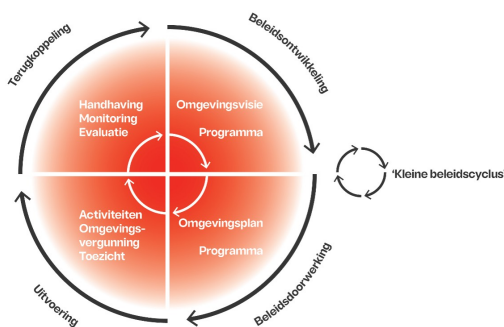 Terugkoppeling
Beleidsontwikkeling
Handhaving
Monitoring
Evaluatie
Omgevingsvisie
Programma
'Kleine beleidscyclus
Activiteiten
Omgevings-
vergunning
Toezicht
Omgevingsplan
Programma
Uitvoering
Beleidsdoorwerking